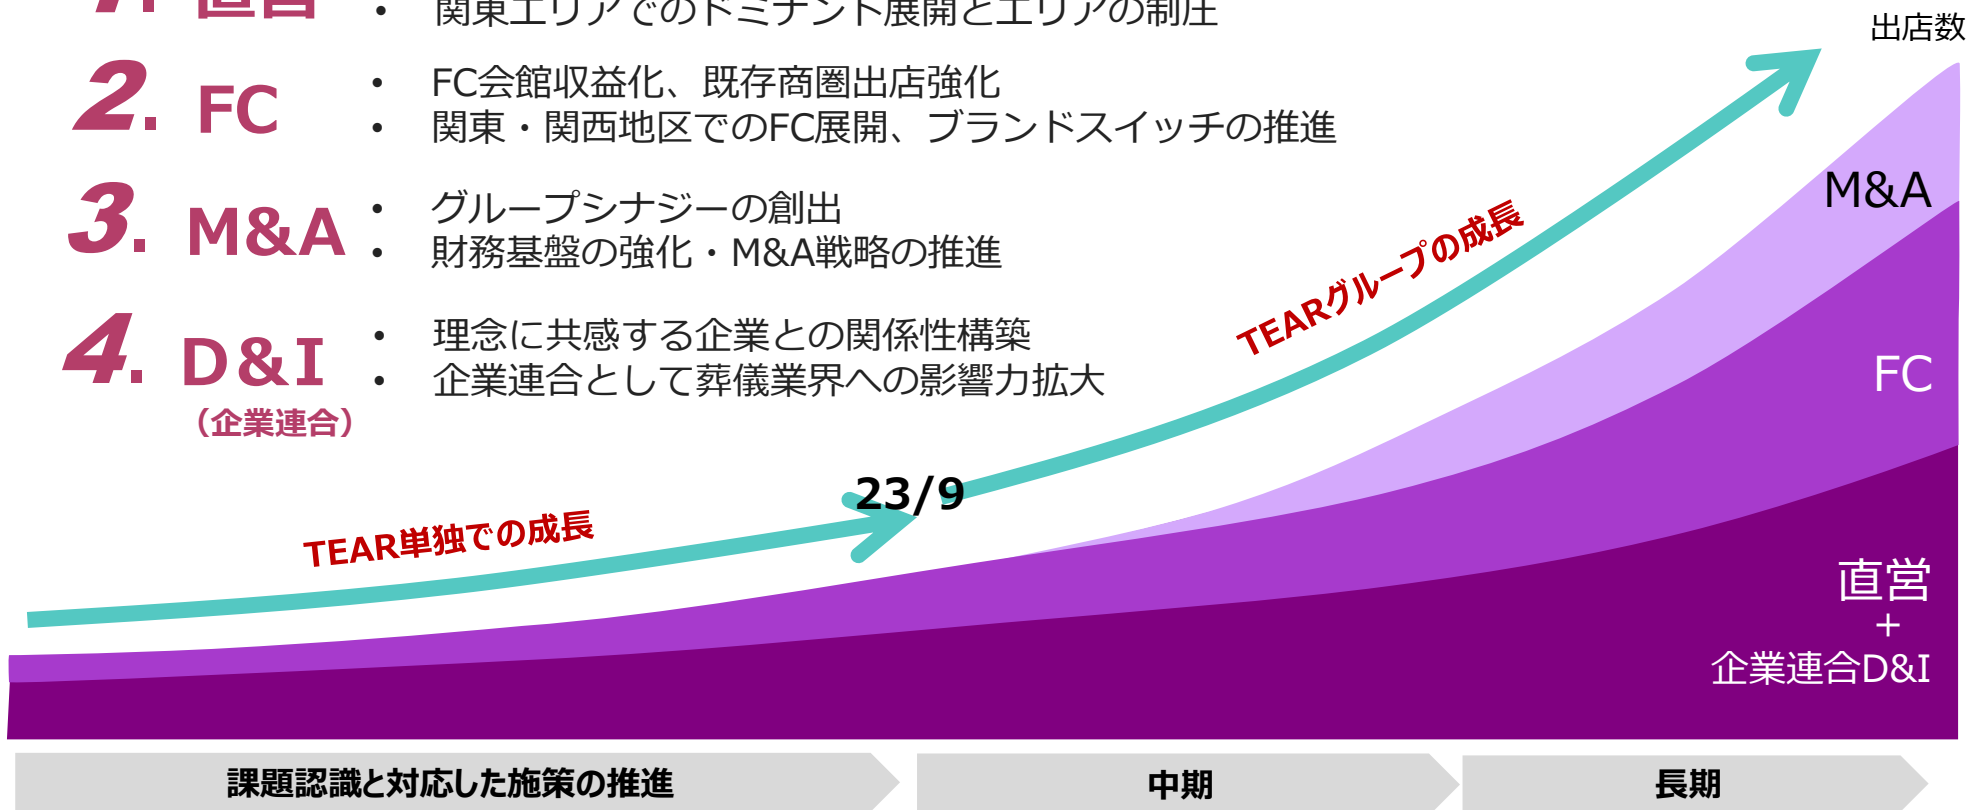 1. 直営
• 関東エリアでのドミナント展開とエリアの制圧
出店数
2. FC
• FC会館収益化、既存商圏出店強化
• 関東・関西地区でのFC展開、ブランドスイッチの推進
3. M&A
• グループシナジーの創出
• 財務基盤の強化・M&A戦略の推進
4. D&I
(企業連合)
• 理念に共感する企業との関係性構築
• 企業連合として葬儀業界への影響力拡大
TEARグループの成長
M&A
FC
23/9
TEAR単独での成長
直営
+
企業連合D&I
課題認識と対応した施策の推進
中期
長期